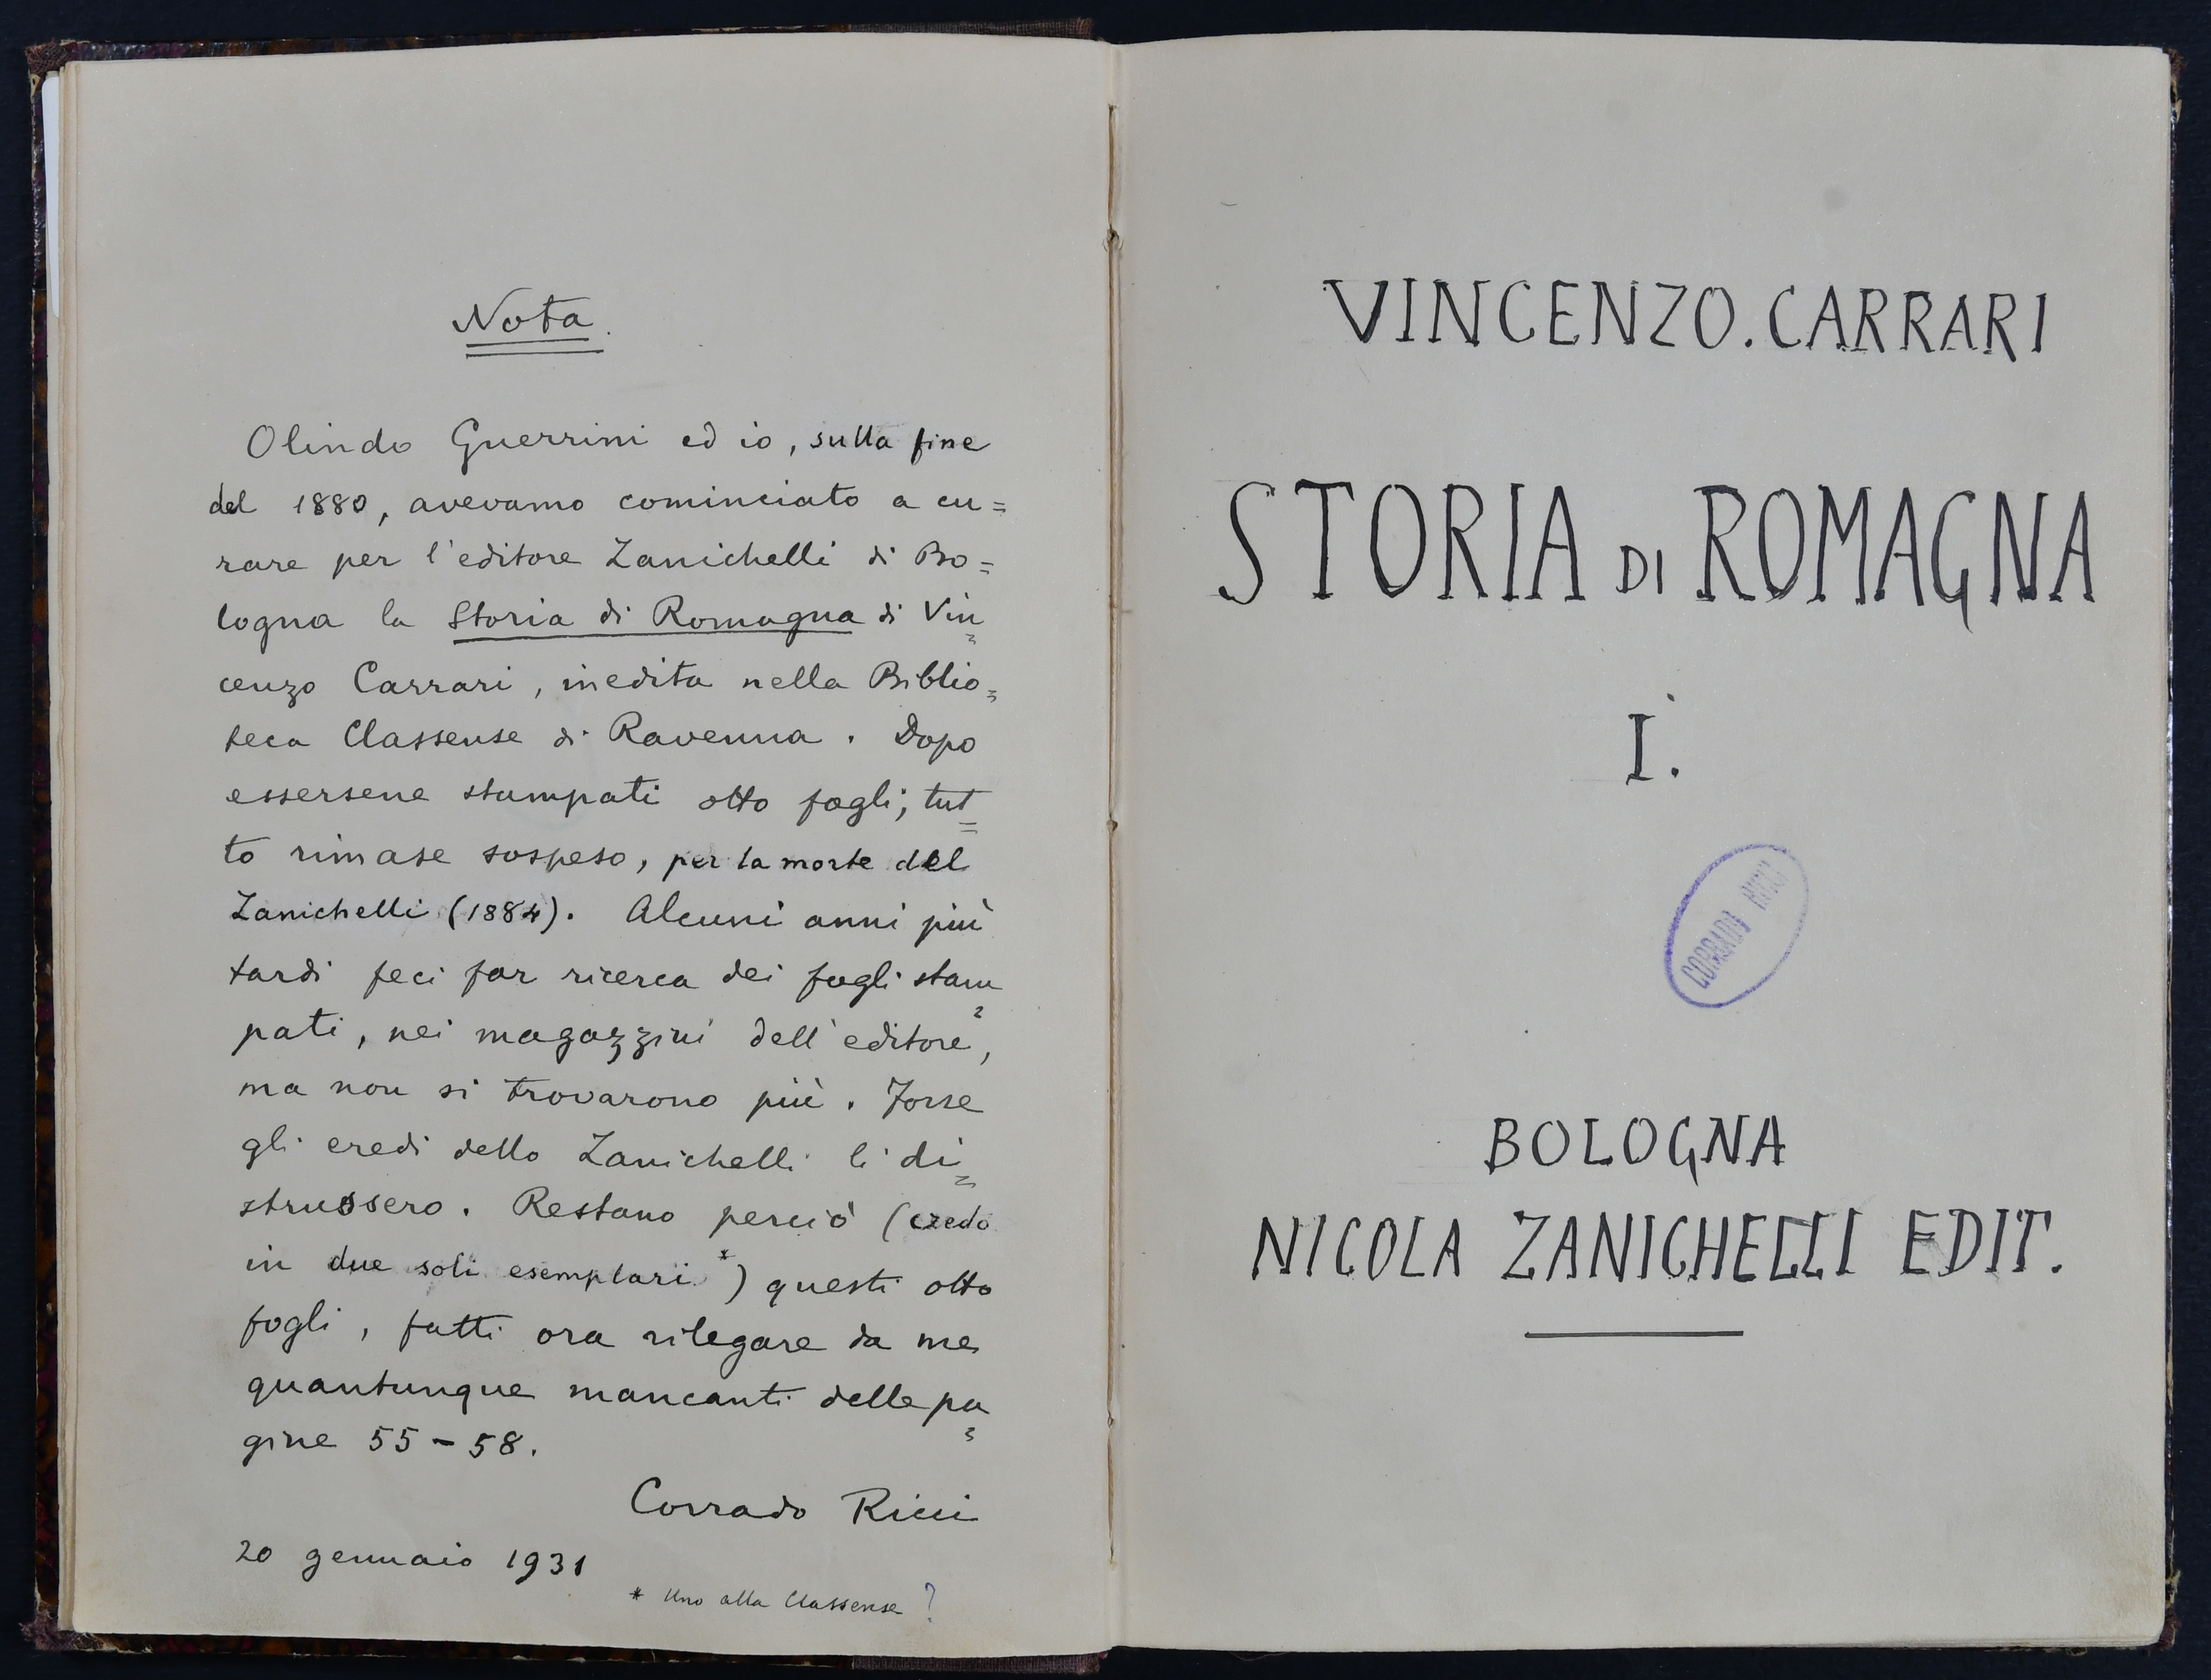 Nota.
Olindo Guerrini ed io, sulla fine
del 1880, avevamo cominciato a cu=
rare per l'editore Zanichelli di Bo=
logna la Storia di Romagna di Vin=
cenzo Carrari, inedita nella Biblio=
teca Classense di Ravenna. Dopo
essersene stampati otto fogli, tut=
to rimase sospeso, per la morte del
Zanichelli (1884). Alcuni anni più
tardi feci far ricerca dei fogli stam=
pati, nei magazzini dell'editore,
ma non si trovarono più. Forse
gli eredi dello Zanichelli li di=
strussero. Restano perciò (credo
in due soli esemplari *) questi otto
fogli, fatti ora rilegare da me
quantunque mancanti delle pa=
gine 55-58.
Corrado Ricci
20 gennaio 1931
* Uno alla Classense?
VINCENZO. CARRARI
STORIA DI ROMAGNA
I.
CORRADO RICCI
BOLOGNA
NICOLA ZANICHELLI EDIT.